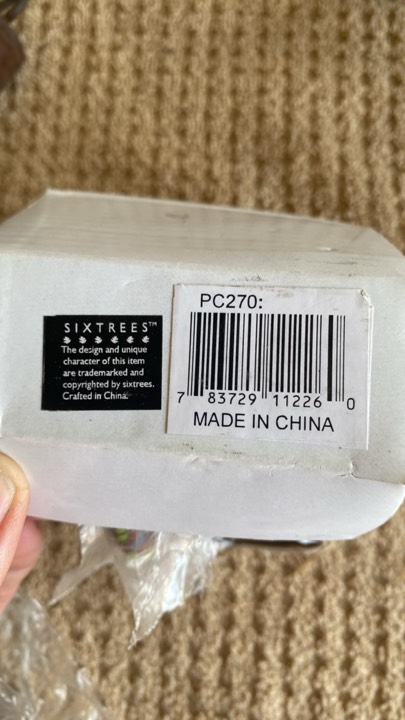 SIXTREES™
The design and unique
character of this item
are trademarked and
copyrighted by sixtrees.
Crafted in China.
PC270:
7 83729 11226 0
MADE IN CHINA